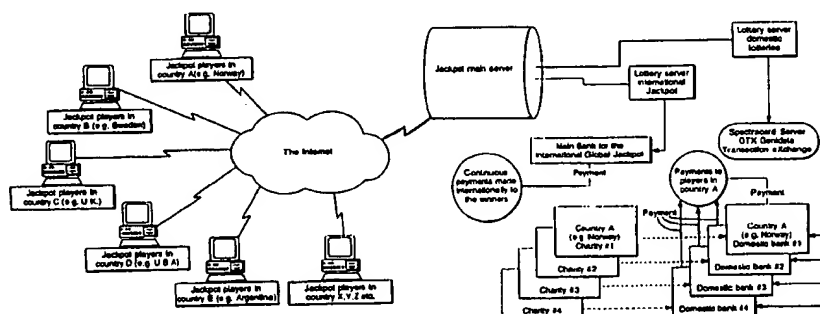 Jackpot players in
country A(e.g. Norway)
Jackpot players in
country B (e.g. Sweden)
Jackpot players in
country C (e.g. U K.)
Jackpot players in
country D (e.g. U B A)
Jackpot players in
country E (e.g. Argentina)
Jackpot players in
country X,Y,Z etc.
The Internet
Jackpot main server
Lottery server
domestic
lotteries
Lottery server
international
Jackpot
Spectracard Server
GTX Gemidata
Transaction eXchange
Main Bank for the
International Global Jackpot
Payment
Continuous
payments made
internationally to
the winners
Payments to
players in
country A
Payment
Payment
Country A
(e.g. Norway)
Charity #1
Charity #2
Charity #3
Charity #4
Country A
(e.g. Norway)
Domestic bank #1
Domestic bank #2
Domestic bank #3
Domestic bank #4